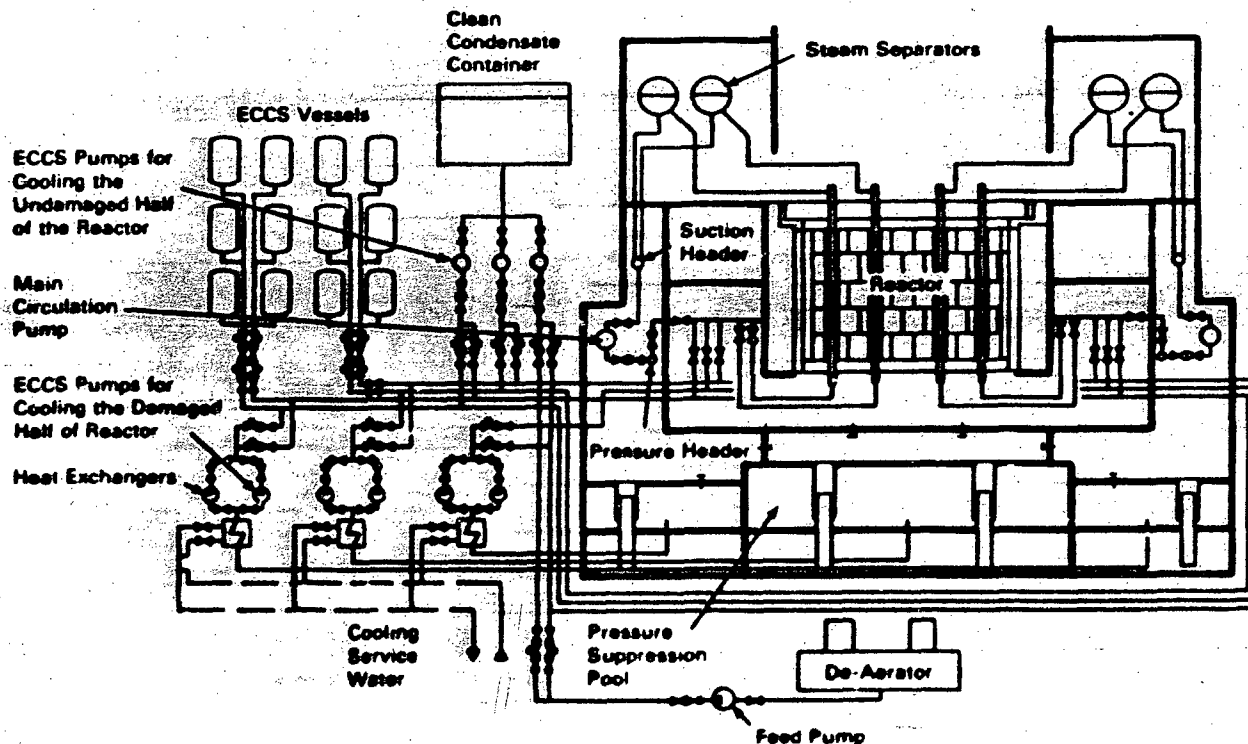 Clean
Condensate
Container
Steam Separators
ECCS Vessels
ECCS Pumps for
Cooling the
Undamaged Half
of the Reactor
Suction
Header
Main
Circulation
Pump
Reactor
ECCS Pumps for
Cooling the Damaged
Half of Reactor
Pressure Header
Heat Exchangers
Cooling
Service
Water
Pressure
Suppression
Pool
De-Aerator
Feed Pump